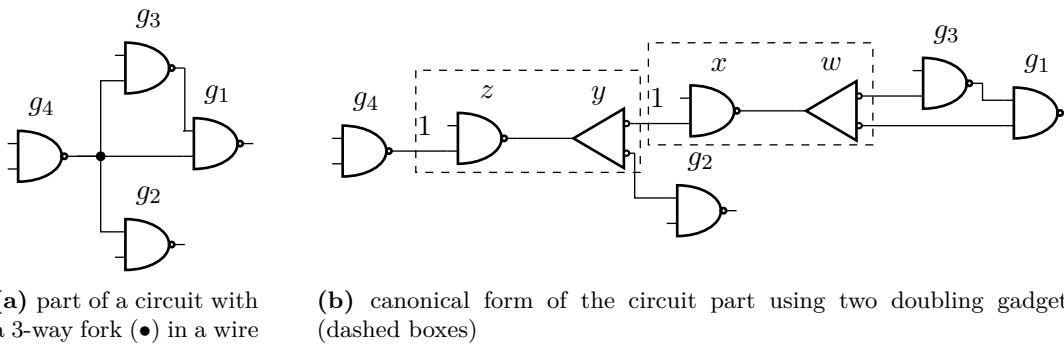 g3
g4
g1
g2
g4
1
z
y
1
x
w
g3
g1
g2
(a) part of a circuit with
a 3-way fork (•) in a wire
(b) canonical form of the circuit part using two doubling gadget
(dashed boxes)